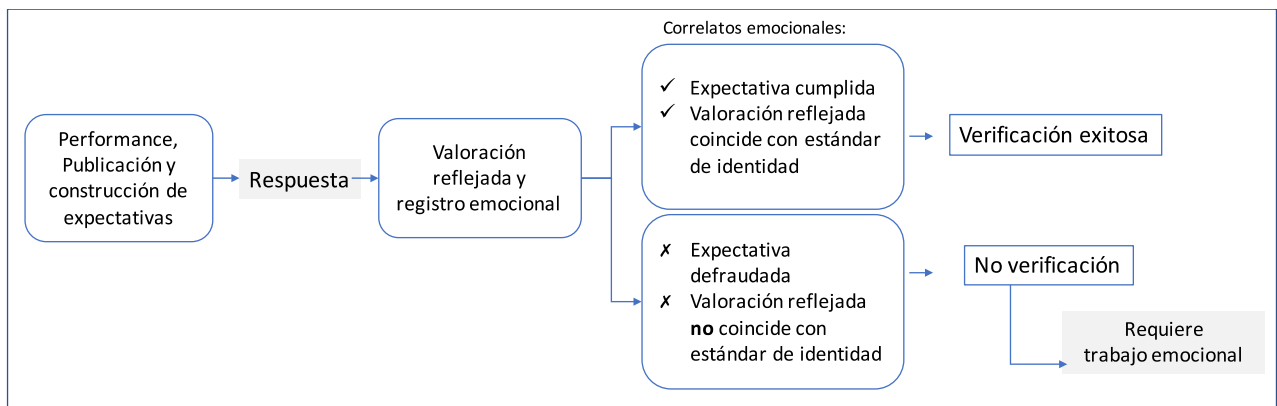 Correlatos emocionales:
Performance,
Publicación y
construcción de
expectativas
Respuesta
Valoración
reflejada y
registro emocional
✓ Expectativa cumplida
✓ Valoración reflejada
coincide con estándar
de identidad
Verificación exitosa
✗ Expectativa
defraudada
✗ Valoración reflejada
no coincide con
estándar de identidad
No verificación
Requiere
trabajo emocional